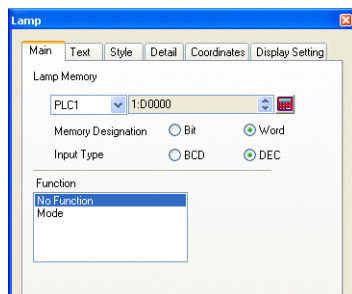 Lamp
Main Text Style Detail Coordinates Display Setting
Lamp Memory
PLC1 1:D0000
Memory Designation Bit Word
Input Type BCD DEC
Function
No Function
Mode